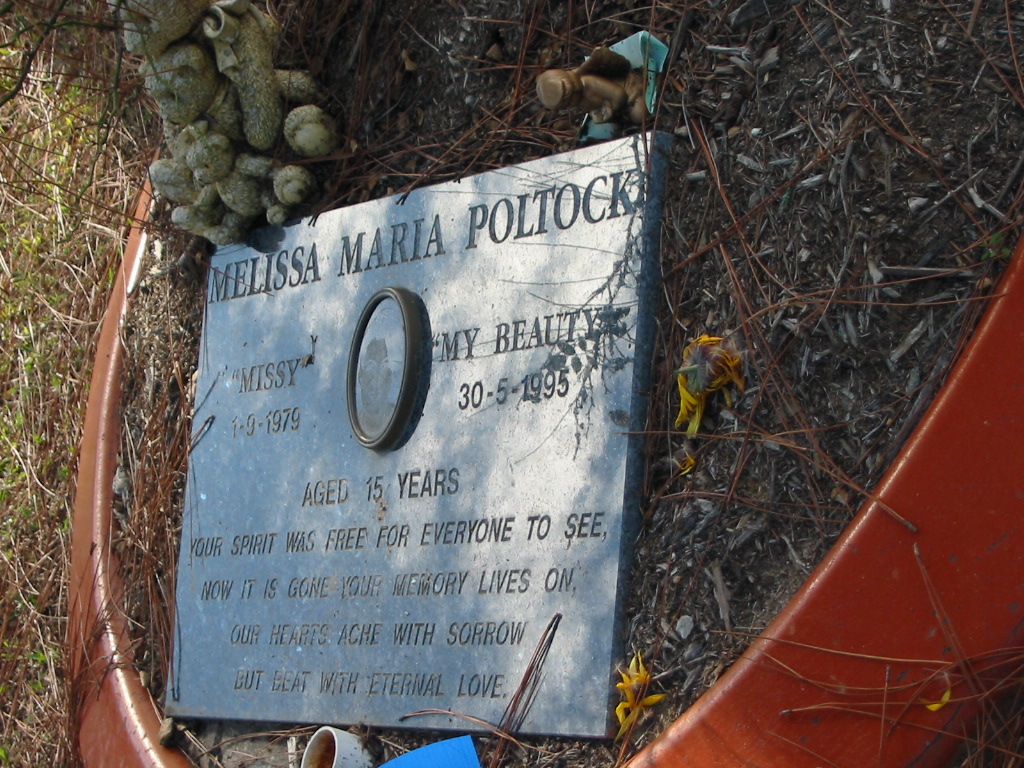 MELISSA MARIA POLTOCK
"MISSY" "MY BEAUTY"
1-9-1979 30-5-1995
AGED 15 YEARS
YOUR SPIRIT WAS FREE FOR EVERYONE TO SEE,
NOW IT IS GONE YOUR MEMORY LIVES ON,
OUR HEARTS ACHE WITH SORROW
BUT BEAT WITH ETERNAL LOVE.